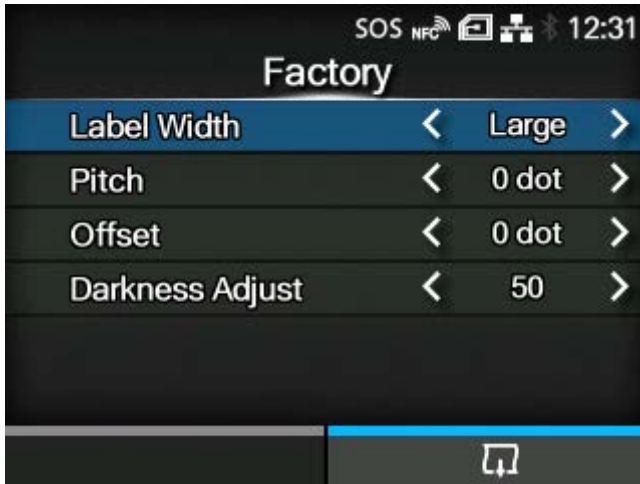 SOS NFC 12:31
Factory
Label Width Large
Pitch 0 dot
Offset 0 dot
Darkness Adjust 50